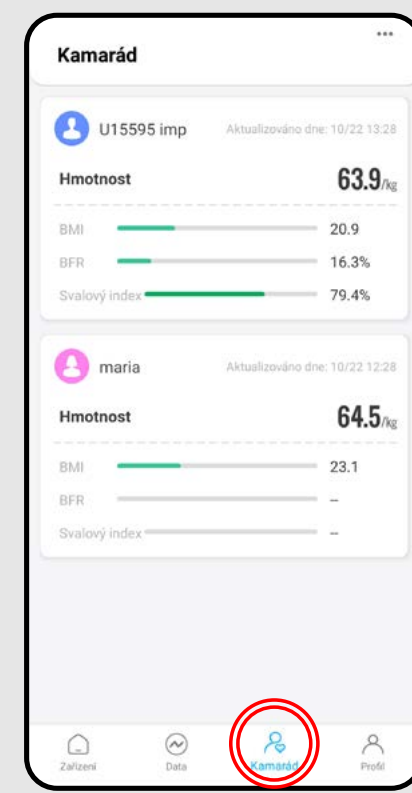 Kamarád
U15595 imp Aktualizováno dne: 10/22 13:28
Hmotnost 63.9/kg
BMI 20.9
BFR 16.3%
Svalový index 79.4%
maria Aktualizováno dne: 10/22 12:28
Hmotnost 64.5/kg
BMI 23.1
BFR --
Svalový index --
Zařízení Data Kamarád Profil